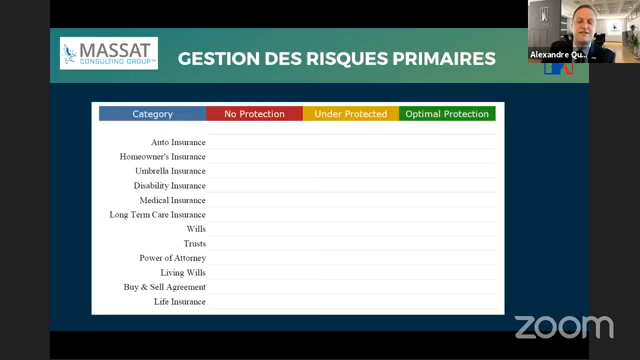 MASSAT
CONSULTING GROUP
GESTION DES RISQUES PRIMAIRES
Alexandre Qu...
Category No Protection Under Protected Optimal Protection
Auto Insurance
Homeowner's Insurance
Umbrella Insurance
Disability Insurance
Medical Insurance
Long Term Care Insurance
Wills
Trusts
Power of Attorney
Living Wills
Buy & Sell Agreement
Life Insurance
zoom